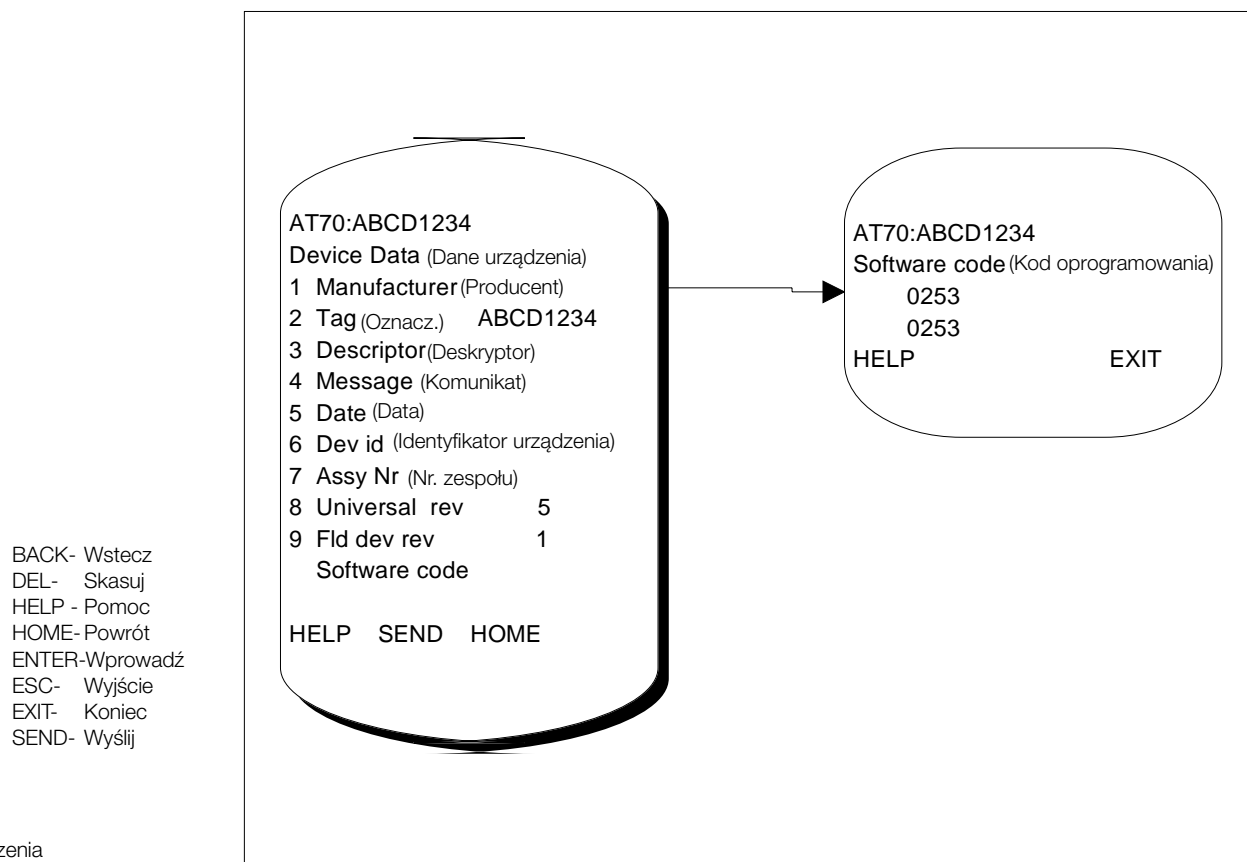 AT70:ABCD1234
Device Data (Dane urządzenia)
1 Manufacturer (Producent)
2 Tag (Oznacz.) ABCD1234
3 Descriptor (Deskryptor)
4 Message (Komunikat)
5 Date (Data)
6 Dev id (Identyfikator urządzenia)
7 Assy Nr (Nr. zespołu)
8 Universal rev 5
9 Fld dev rev 1
Software code
HELP SEND HOME
AT70:ABCD1234
Software code (Kod oprogramowania)
0253
0253
HELP EXIT
BACK- Wstecz
DEL- Skasuj
HELP - Pomoc
HOME- Powrót
ENTER-Wprowadź
ESC- Wyjście
EXIT- Koniec
SEND- Wyślij
zenia